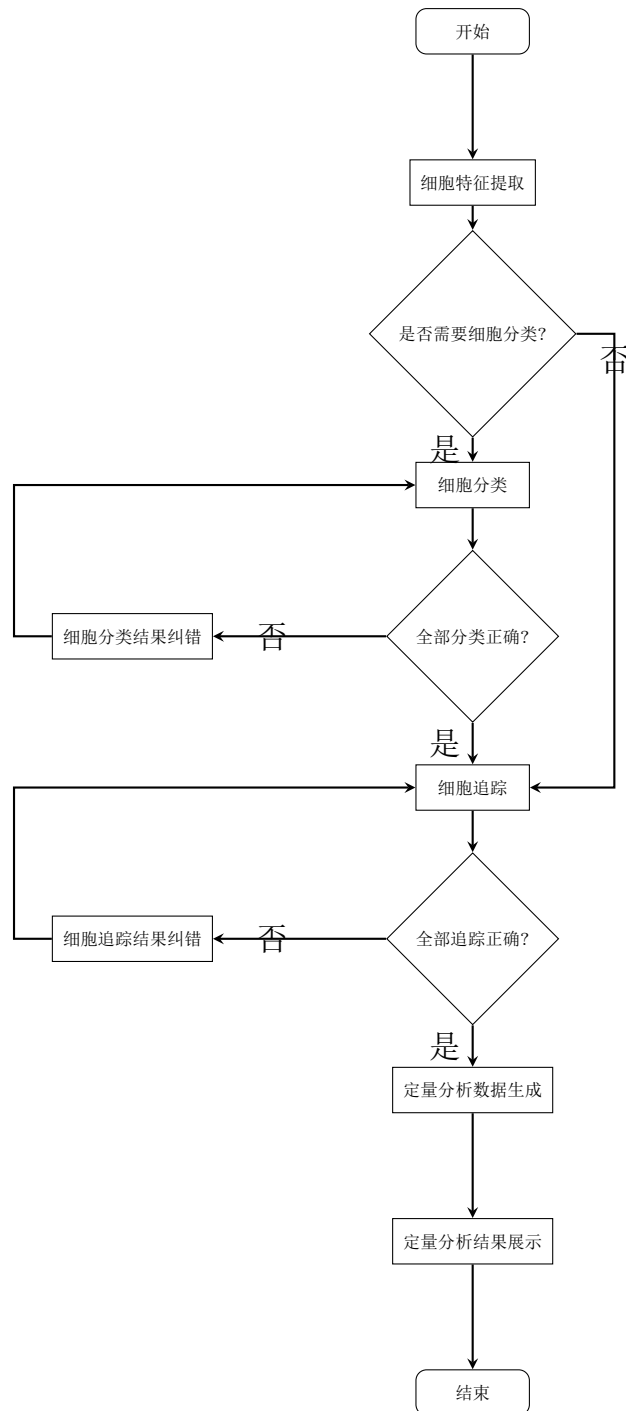 开始
细胞特征提取
是否需要细胞分类?
否
是
细胞分类
细胞分类结果纠错
否
全部分类正确?
是
细胞追踪
细胞追踪结果纠错
否
全部追踪正确?
是
定量分析数据生成
定量分析结果展示
结束